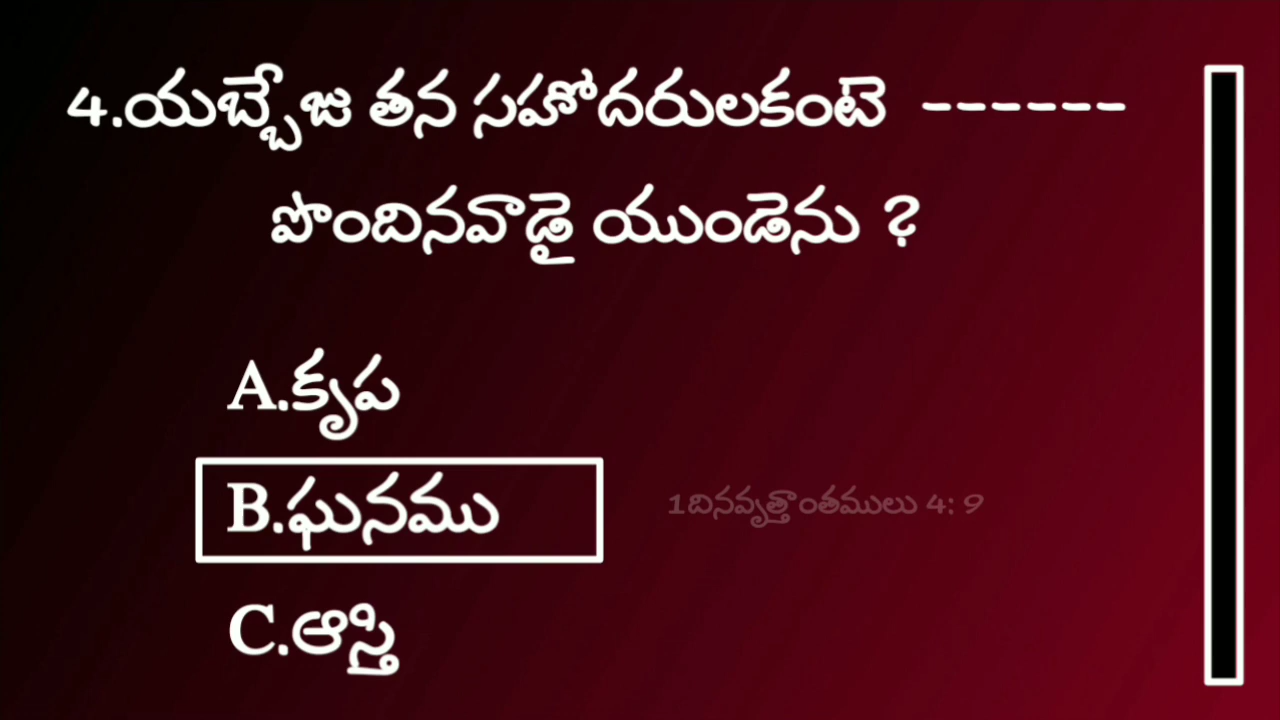 4.యబ్బేజు తన సహోదరులకంటె ------
పొందినవాడై యుండెను ?
A.కృప
B.ఘనము
1దినవృత్తాంతములు 4: 9
C.ఆస్తి